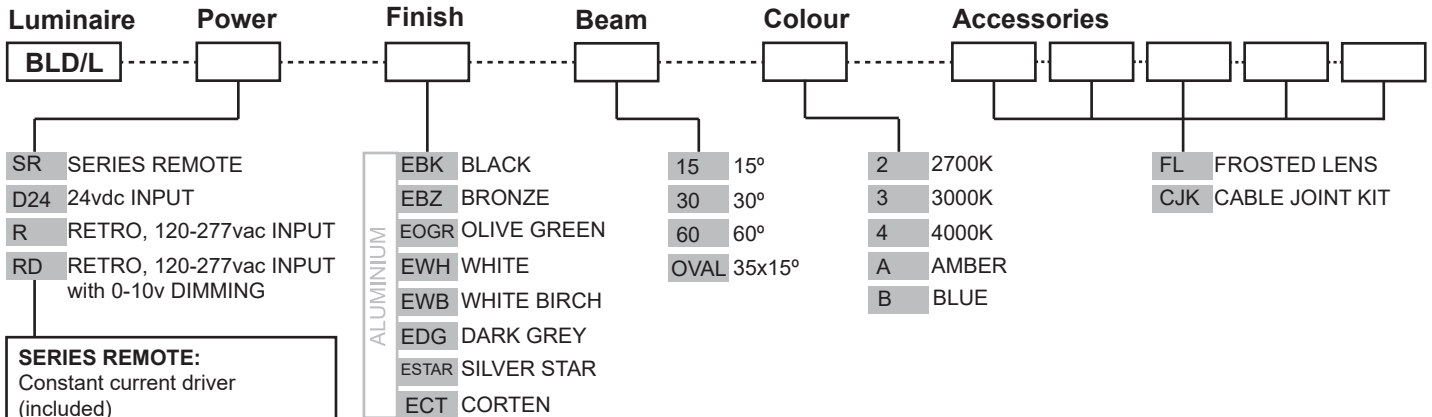 Luminaire Power Finish Beam Colour Accessories
BLD/L
SR SERIES REMOTE
D24 24vdc INPUT
R RETRO, 120-277vac INPUT
RD RETRO, 120-277vac INPUT
with 0-10v DIMMING
SERIES REMOTE:
Constant current driver
(included)
ALUMINIUM
EBK BLACK
EBZ BRONZE
EOGR OLIVE GREEN
EWH WHITE
EWB WHITE BIRCH
EDG DARK GREY
ESTAR SILVER STAR
ECT CORTEN
15 15º
30 30º
60 60º
OVAL 35x15º
2 2700K
3 3000K
4 4000K
A AMBER
B BLUE
FL FROSTED LENS
CJK CABLE JOINT KIT